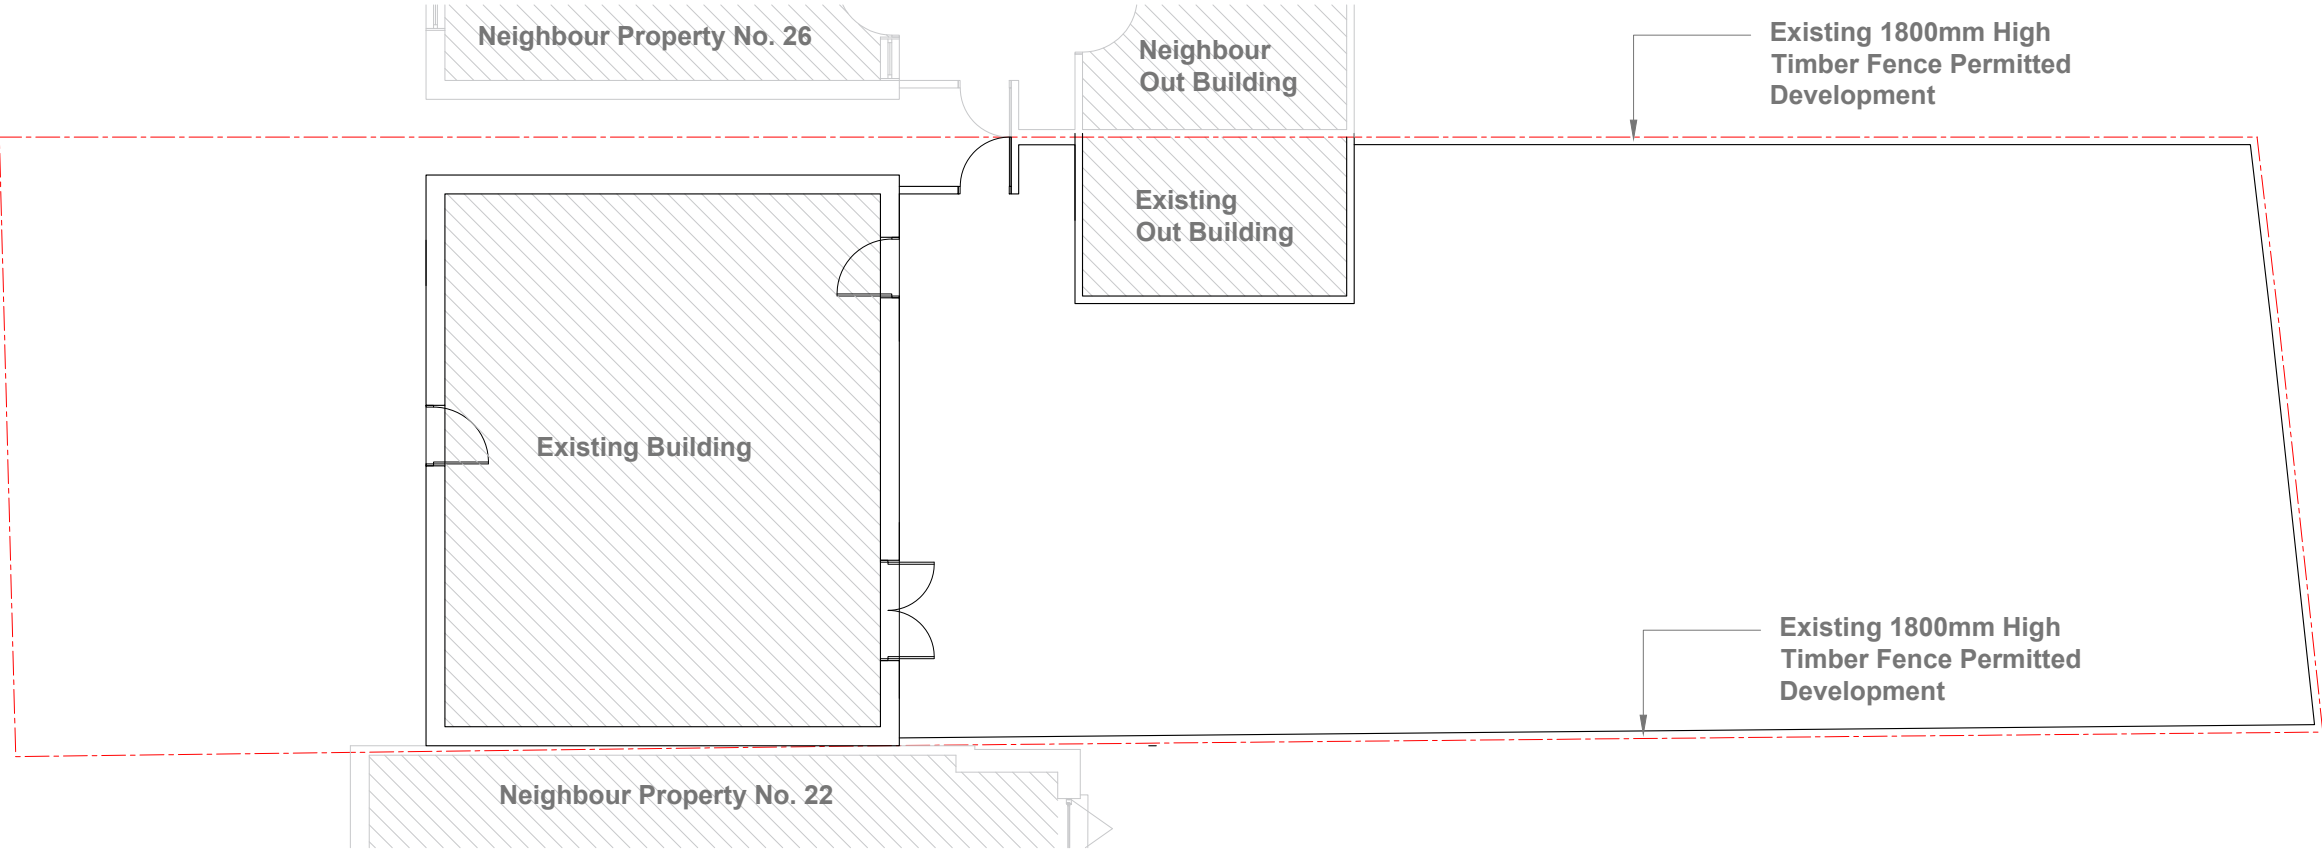 Neighbour Property No. 26
Neighbour
Out Building
Existing 1800mm High
Timber Fence Permitted
Development
Existing
Out Building
Existing Building
Existing 1800mm High
Timber Fence Permitted
Development
Neighbour Property No. 22